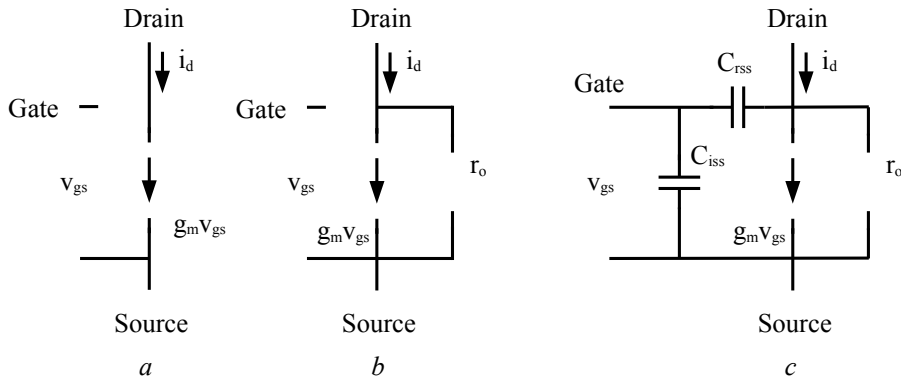 Drain
i_d
Gate
v_gs
g_mv_gs
Source
a
Drain
i_d
Gate
v_gs
r_o
g_mv_gs
Source
b
Drain
i_d
C_rss
Gate
C_iss
r_o
v_gs
g_mv_gs
Source
c